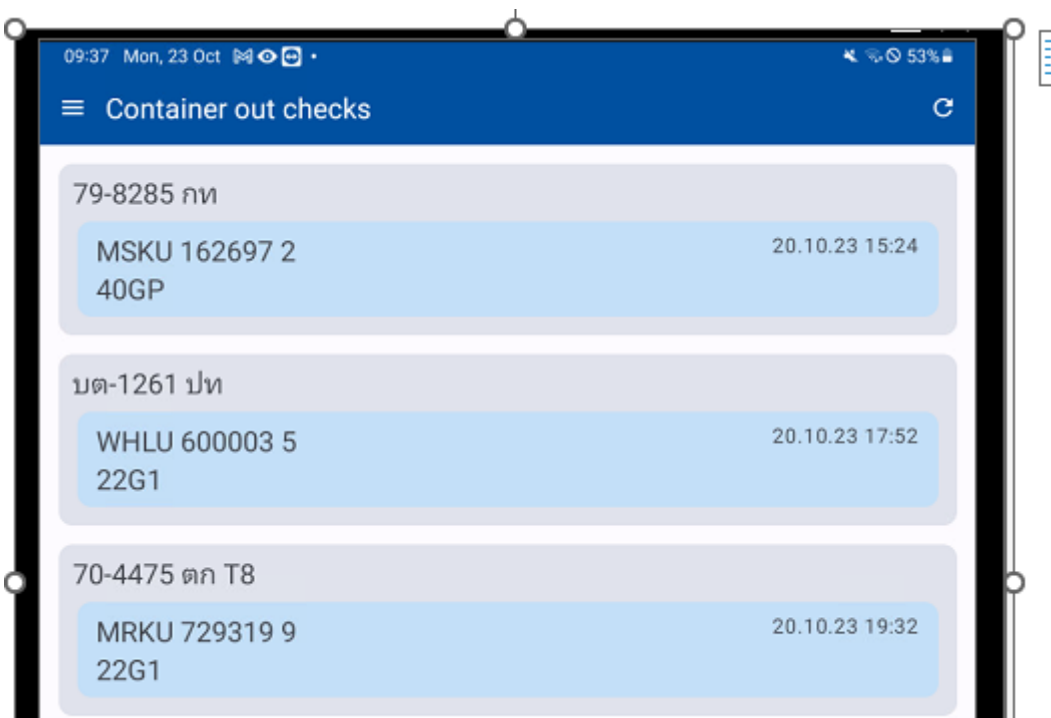 09:37 Mon, 23 Oct 53%
Container out checks
79-8285 กท
MSKU 162697 2 20.10.23 15:24
40GP
บต-1261 ปท
WHLU 600003 5 20.10.23 17:52
22G1
70-4475 ตก T8
MRKU 729319 9 20.10.23 19:32
22G1